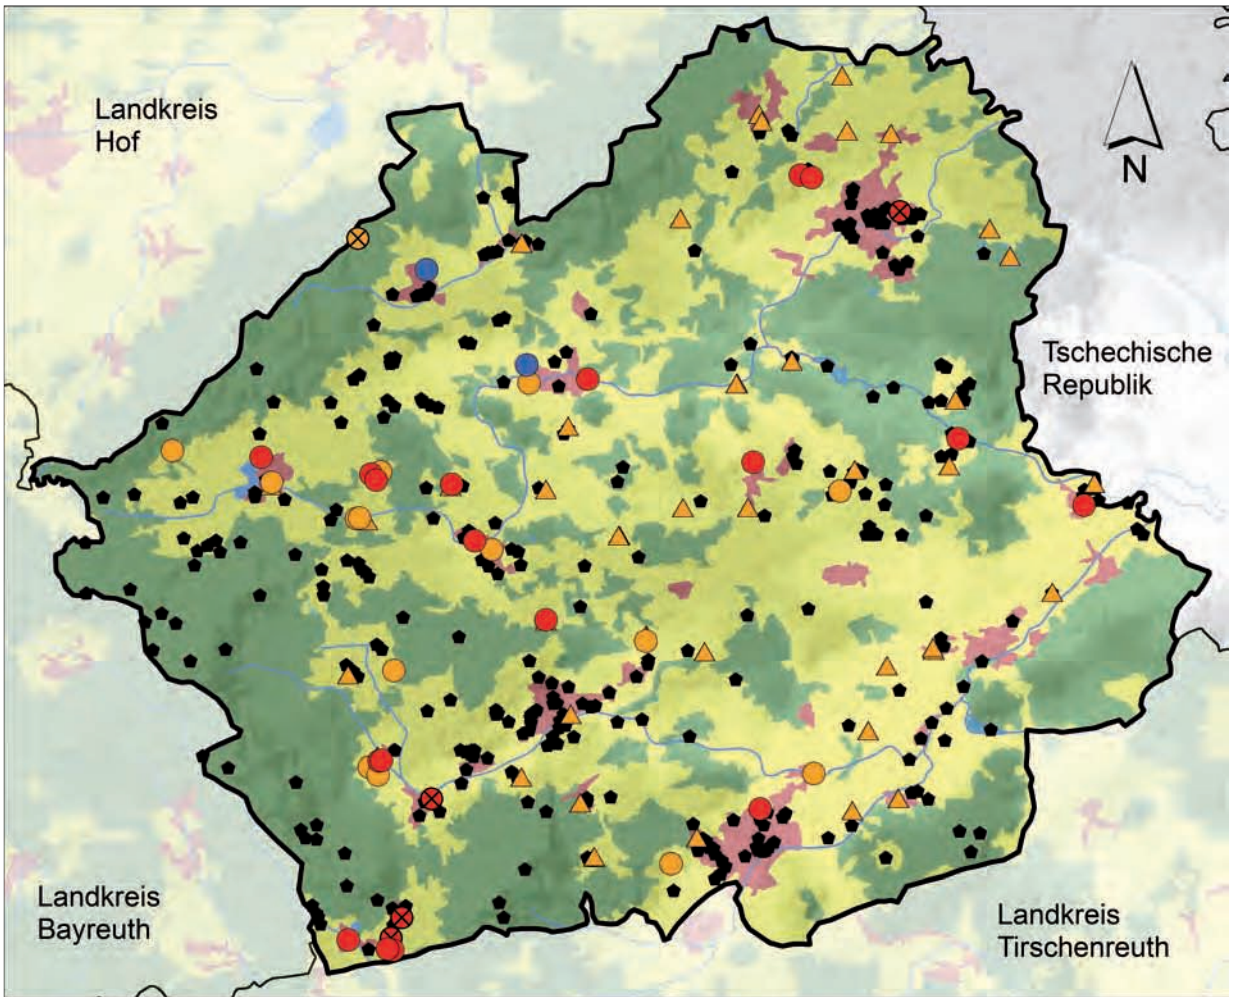 Landkreis
Hof
N
Tschechische
Republik
Landkreis
Bayreuth
Landkreis
Tirschenreuth